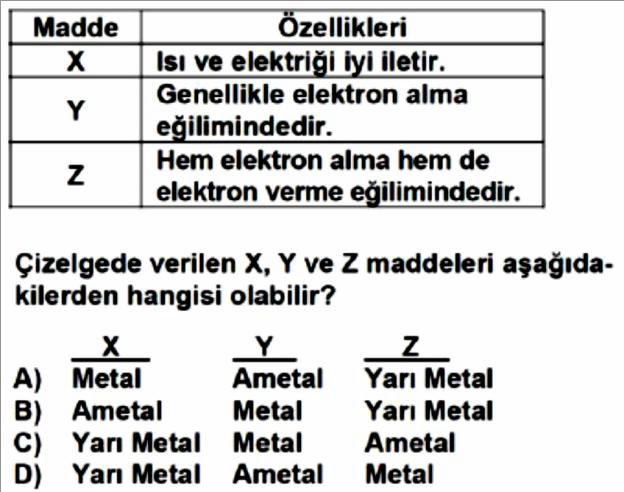 Madde Özellikleri
X Isı ve elektriği iyi iletir.
Y Genellikle elektron alma
eğilimindedir.
Z Hem elektron alma hem de
elektron verme eğilimindedir.
Çizelgede verilen X, Y ve Z maddeleri aşağıda-
kilerden hangisi olabilir?
X Y Z
A) Metal Ametal Yarı Metal
B) Ametal Metal Yarı Metal
C) Yarı Metal Metal Ametal
D) Yarı Metal Ametal Metal